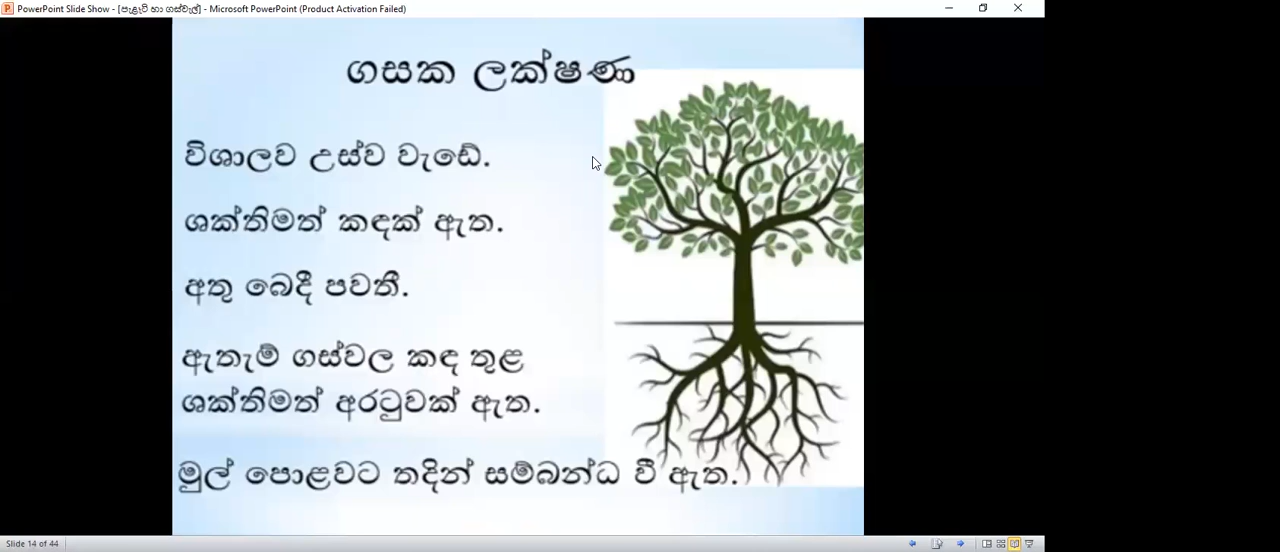 PowerPoint Slide Show - [පැළෑටි හා ගස්වැල්] - Microsoft PowerPoint (Product Activation Failed)
ගසක ලක්ෂණ
විශාලව උස්ව වැඩේ.
ශක්තිමත් කඳක් ඇත.
අතු බෙදී පවතී.
ඇතැම් ගස්වල කඳ තුළ
ශක්තිමත් අරටුවක් ඇත.
මුල් පොළවට තදින් සම්බන්ධ වී ඇත.
Slide 14 of 44